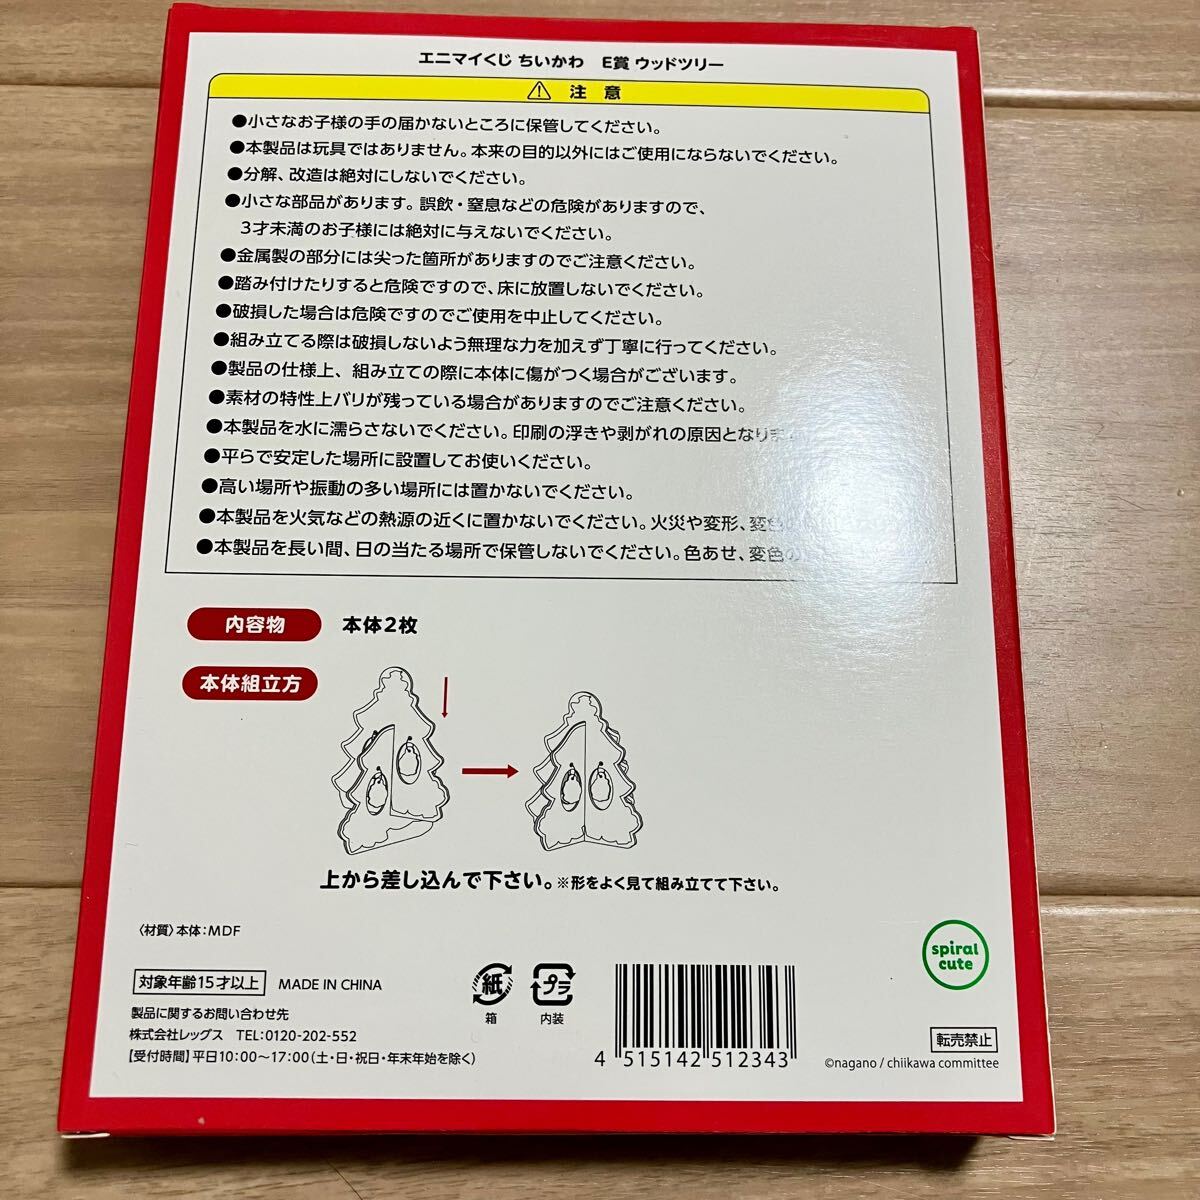 エニマイくじ ちいかわ　E賞 ウッドツリー
注 意
●小さなお子様の手の届かないところに保管してください。
●本製品は玩具ではありません。本来の目的以外にはご使用にならないでください。
●分解、改造は絶対にしないでください。
●小さな部品があります。誤飲・窒息などの危険がありますので、
3才未満のお子様には絶対に与えないでください。
●金属製の部分には尖った箇所がありますのでご注意ください。
●踏み付けたりすると危険ですので、床に放置しないでください。
●破損した場合は危険ですのでご使用を中止してください。
●組み立てる際は破損しないよう無理な力を加えず丁寧に行ってください。
●製品の仕様上、組み立ての際に本体に傷がつく場合がございます。
●素材の特性上バリが残っている場合がありますのでご注意ください。
●本製品を水に濡らさないでください。印刷の浮きや剥がれの原因となります
●平らで安定した場所に設置してお使いください。
●高い場所や振動の多い場所には置かないでください。
●本製品を火気などの熱源の近くに置かないでください。火災や変形、変色の
●本製品を長い間、日の当たる場所で保管しないでください。色あせ、変色の
内容物　本体2枚
本体組立方
上から差し込んで下さい。※形をよく見て組み立てて下さい。
〈材質〉本体：MDF
spiral
cute
対象年齢15才以上　MADE IN CHINA
紙
箱
プラ
内装
製品に関するお問い合わせ先
株式会社レッグス　TEL：0120-202-552
【受付時間】平日10：00〜17：00（土・日・祝日・年末年始を除く）
4 515142 512343
転売禁止
©nagano / chiikawa committee